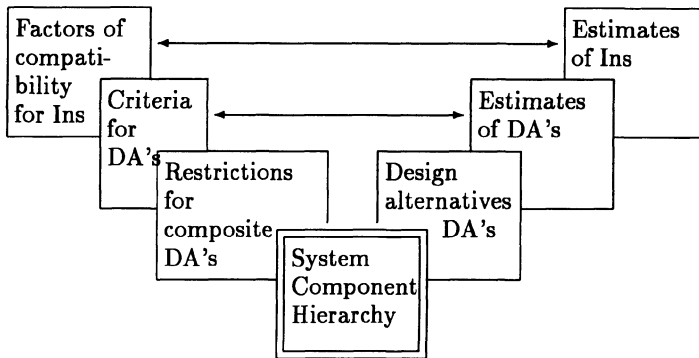 Factors of
compati-
bility
for Ins
Estimates
of Ins
Criteria
for
DA's
Estimates
of DA's
Restrictions
for
composite
DA's
Design
alternatives
DA's
System
Component
Hierarchy